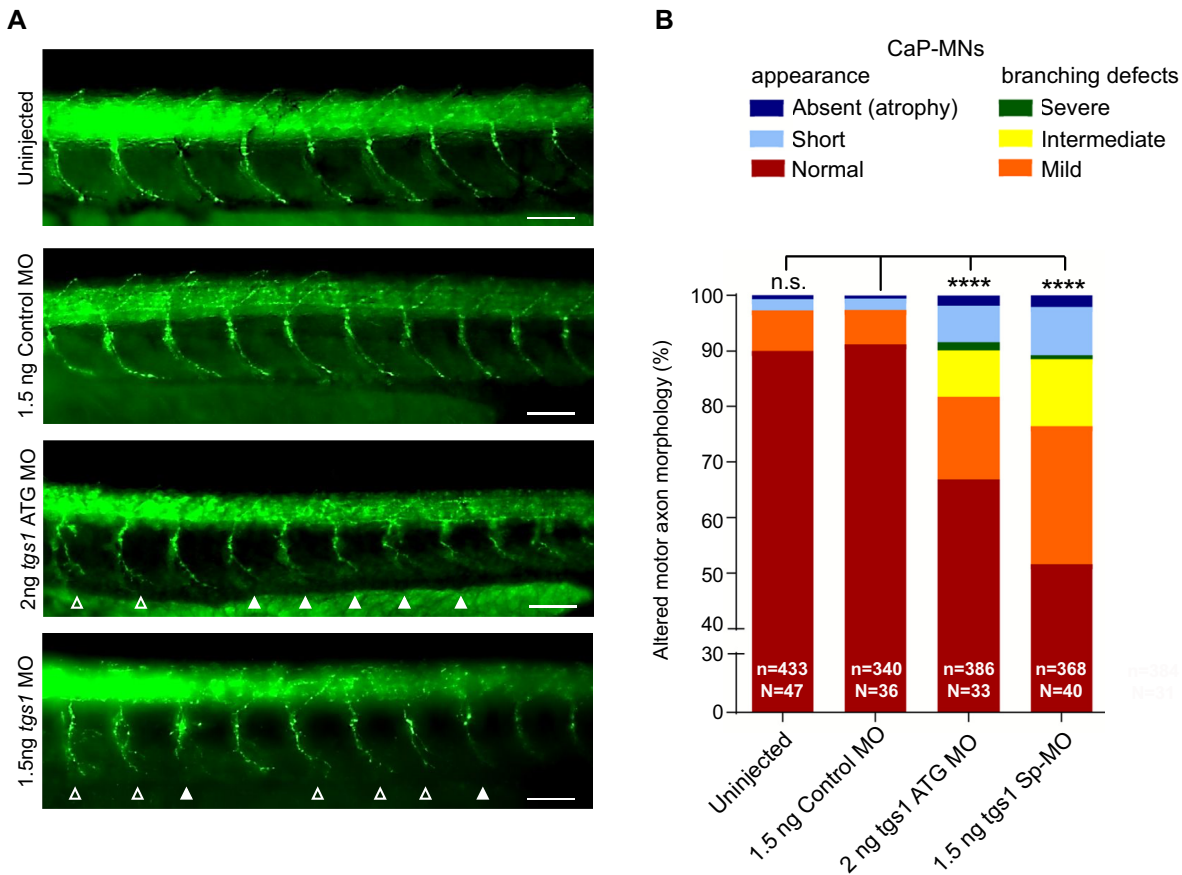 A
Uninjected
1.5 ng Control MO
2ng tgs1 ATG MO
1.5ng tgs1 MO
B
CaP-MNs
appearance
Absent (atrophy)
Short
Normal
branching defects
Severe
Intermediate
Mild
n.s.
****
****
Altered motor axon morphology (%)
100
90
80
70
60
50
40
30
0
n=433
N=47
n=340
N=36
n=386
N=33
n=368
N=40
n=384
N=31
Uninjected
1.5 ng Control MO
2 ng tgs1 ATG MO
1.5 ng tgs1 Sp-MO